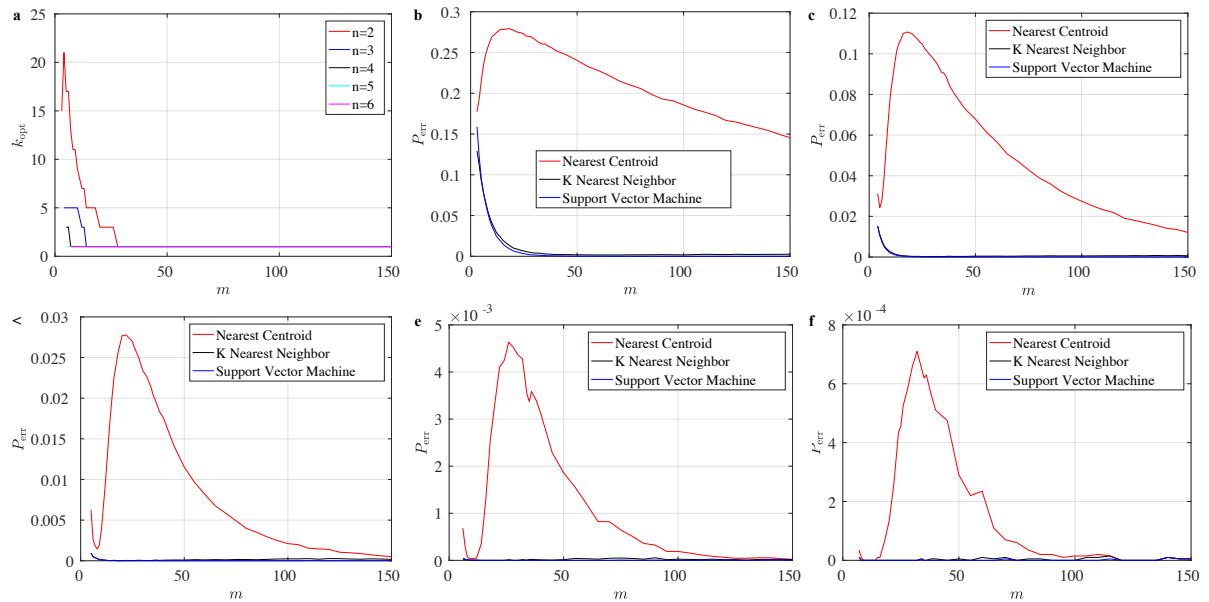 a
25
20
15
10
5
0
k_opt
0
50
100
150
m
n=2
n=3
n=4
n=5
n=6
b
0.3
0.25
0.2
0.15
0.1
0.05
0
P_err
0
50
100
150
m
Nearest Centroid
K Nearest Neighbor
Support Vector Machine
c
0.12
0.1
0.08
0.06
0.04
0.02
0
P_err
0
50
100
150
m
Nearest Centroid
K Nearest Neighbor
Support Vector Machine
<
0.03
0.025
0.02
0.015
0.01
0.005
0
P_err
0
50
100
150
m
Nearest Centroid
K Nearest Neighbor
Support Vector Machine
e
× 10 -3
5
4
3
2
1
0
P_err
0
50
100
150
m
Nearest Centroid
K Nearest Neighbor
Support Vector Machine
f
× 10 -4
8
6
4
2
0
P_err
0
50
100
150
m
Nearest Centroid
K Nearest Neighbor
Support Vector Machine